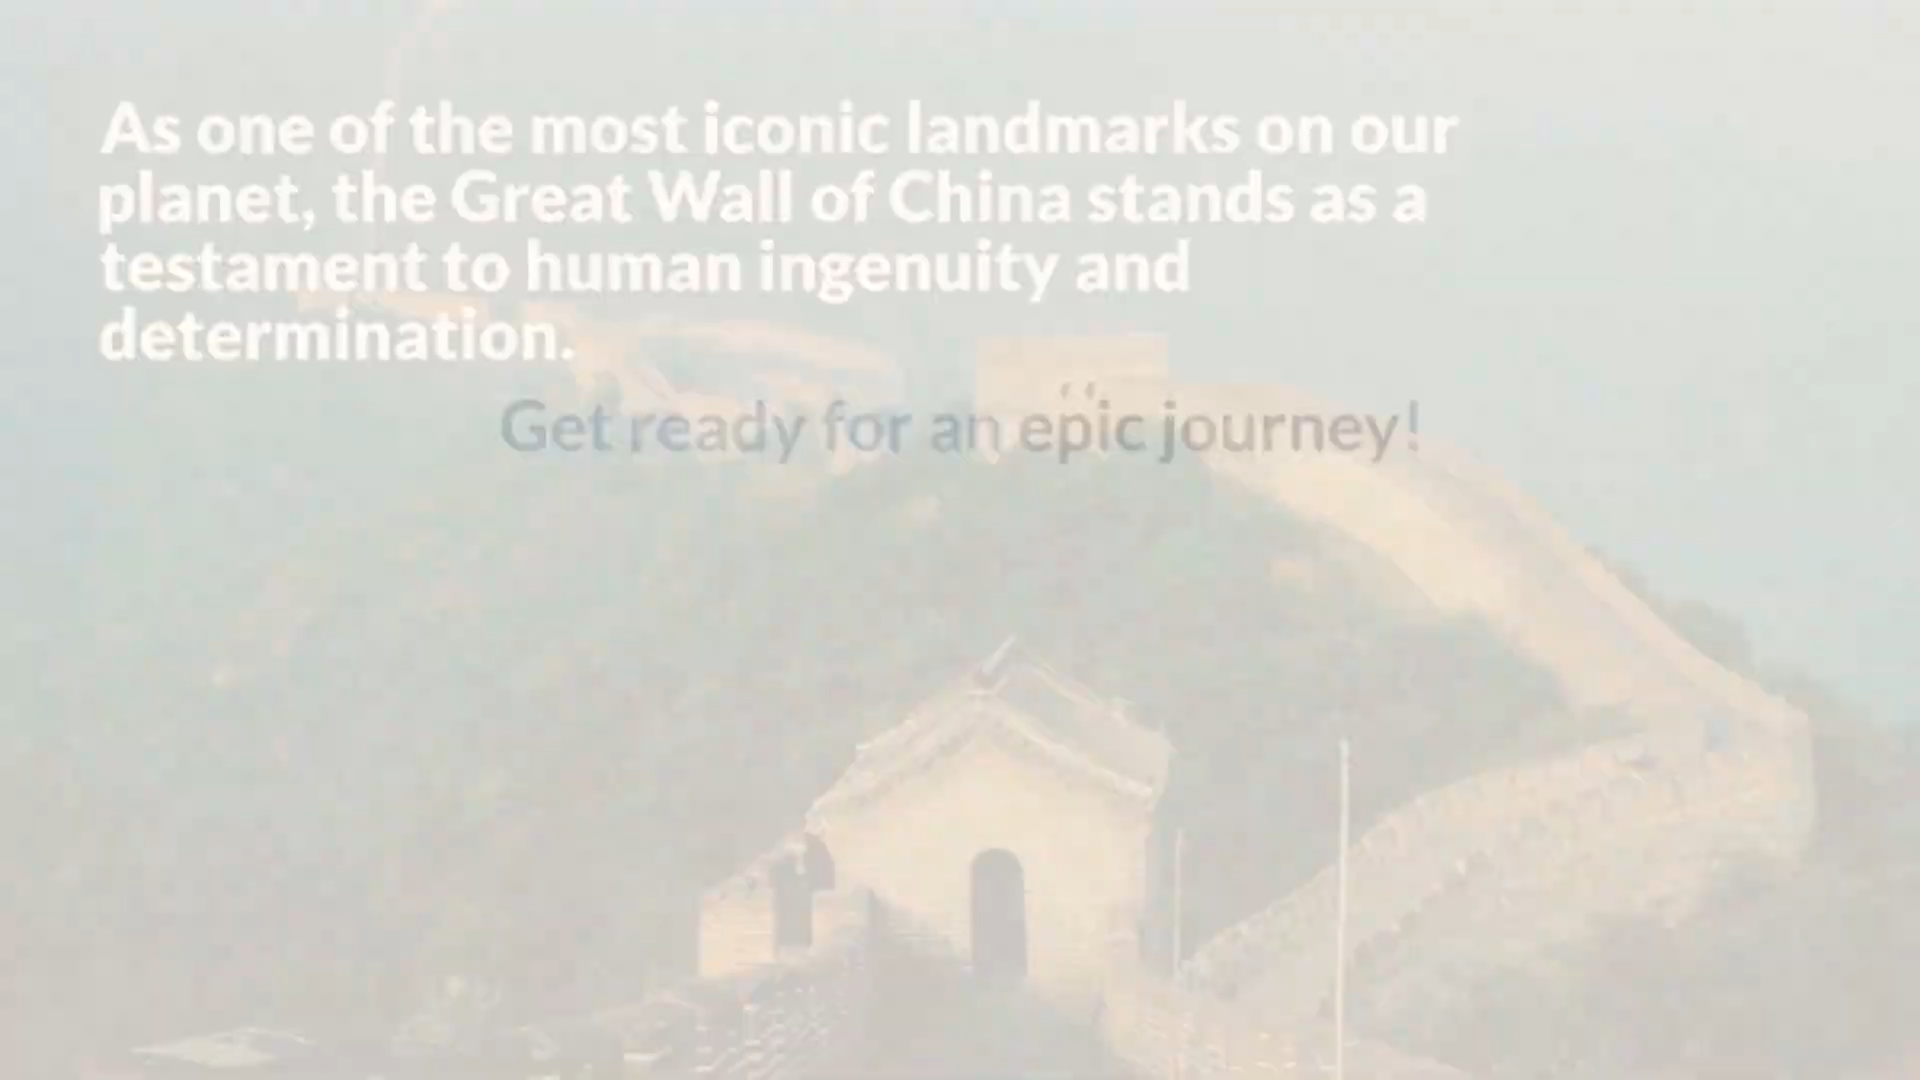 As one of the most iconic landmarks on our
planet, the Great Wall of China stands as a
testament to human ingenuity and
determination.
Get ready for an epic journey!